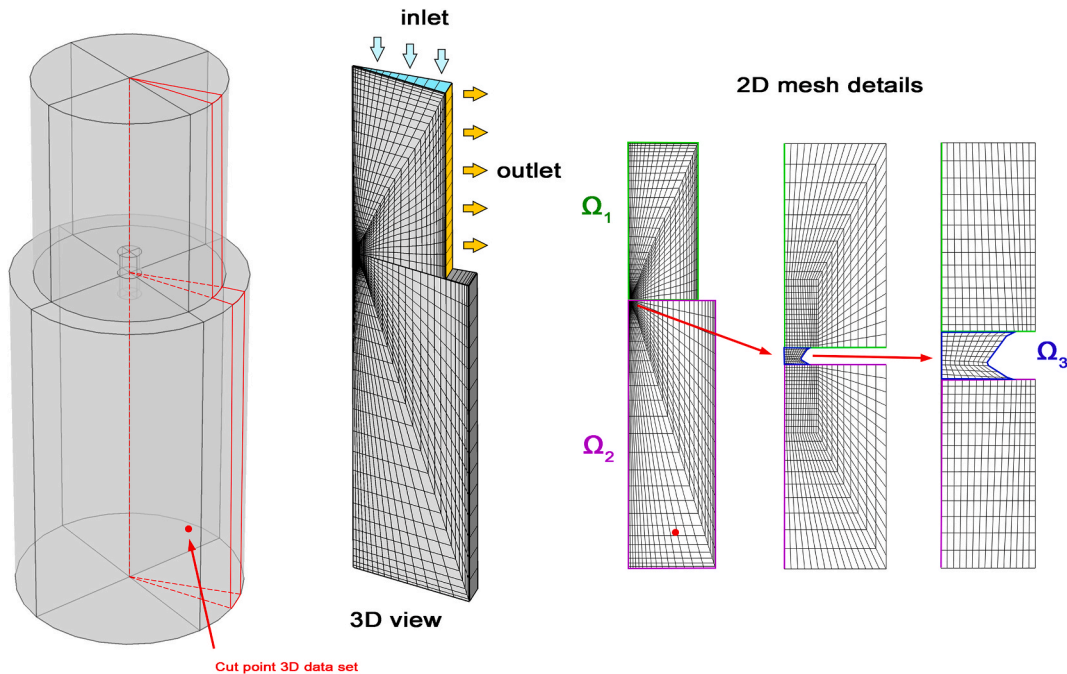 inlet
outlet
3D view
2D mesh details
Ω1
Ω2
Ω3
Cut point 3D data set